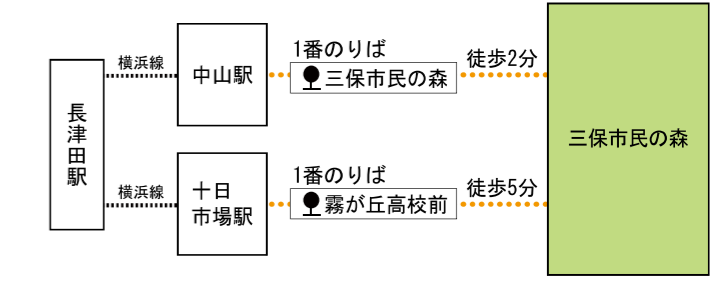 長津田駅
横浜線
中山駅
1番のりば
三保市民の森
徒歩2分
横浜線
十日
市場駅
1番のりば
霧が丘高校前
徒歩5分
三保市民の森